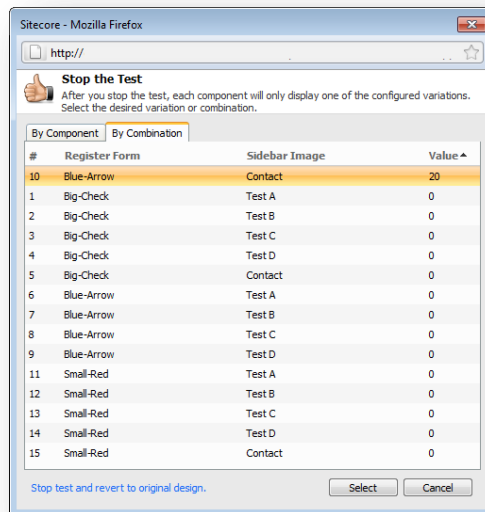 Sitecore - Mozilla Firefox
http://
Stop the Test
After you stop the test, each component will only display one of the configured variations.
Select the desired variation or combination.
By Component By Combination
# Register Form Sidebar Image Value
10 Blue-Arrow Contact 20
1 Big-Check Test A 0
2 Big-Check Test B 0
3 Big-Check Test C 0
4 Big-Check Test D 0
5 Big-Check Contact 0
6 Blue-Arrow Test A 0
7 Blue-Arrow Test B 0
8 Blue-Arrow Test C 0
9 Blue-Arrow Test D 0
11 Small-Red Test A 0
12 Small-Red Test B 0
13 Small-Red Test C 0
14 Small-Red Test D 0
15 Small-Red Contact 0
Stop test and revert to original design. Select Cancel